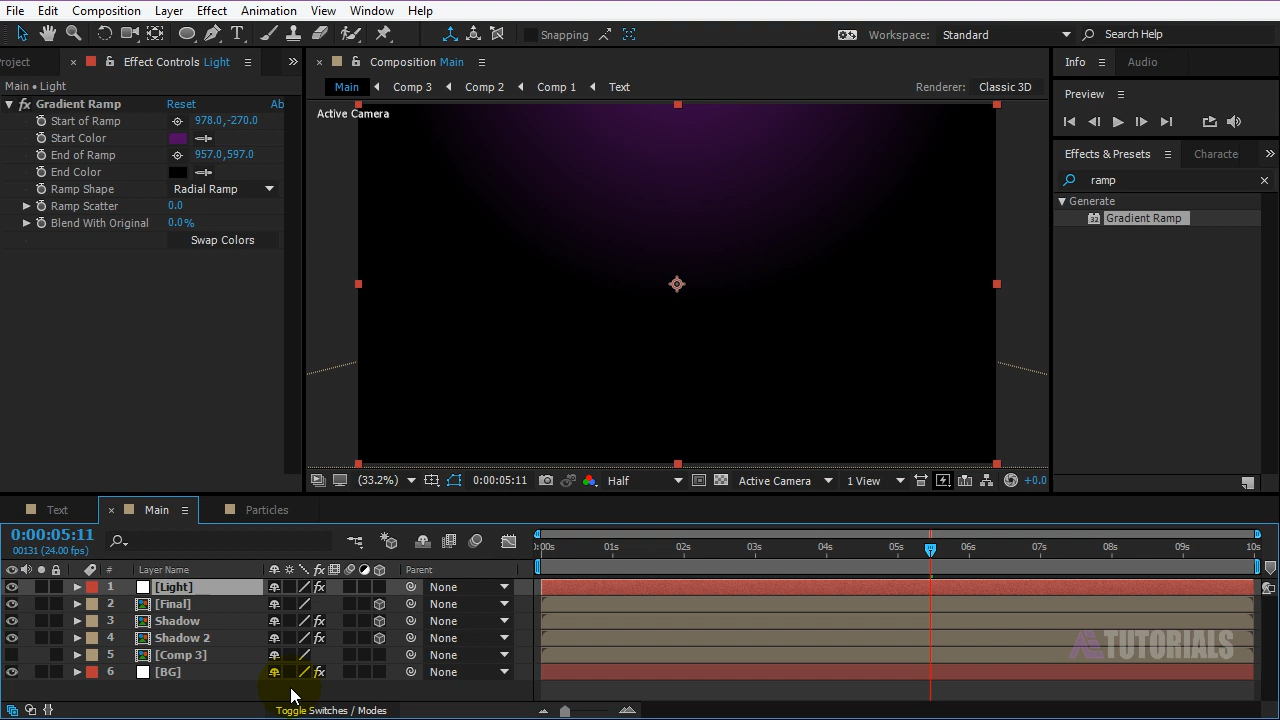 File Edit Composition Layer Effect Animation View Window Help
Snapping Workspace: Standard Search Help
Project Effect Controls Light Composition Main Info Audio
Main • Light Main Comp 3 Comp 2 Comp 1 Text Renderer: Classic 3D
Gradient Ramp Reset Ab
Active Camera
Preview
Start of Ramp 978.0,-270.0
Start Color
End of Ramp 957.0,597.0
Effects & Presets Characte
End Color
ramp
Ramp Shape Radial Ramp
Ramp Scatter 0.0
Generate
Blend With Original 0.0%
Gradient Ramp
Swap Colors
(33.2%) 0:00:05:11 Half Active Camera 1 View +0.0
Text Main Particles
0:00:05:11
00131 (24.00 fps)
:00s 01s 02s 03s 04s 05s 06s 07s 08s 09s 10s
# Layer Name fx Parent
1 [Light] fx None
2 [Final] None
3 Shadow fx None
4 Shadow 2 fx None
5 [Comp 3] None
6 [BG] fx None
AETUTORIALS
Toggle Switches / Modes